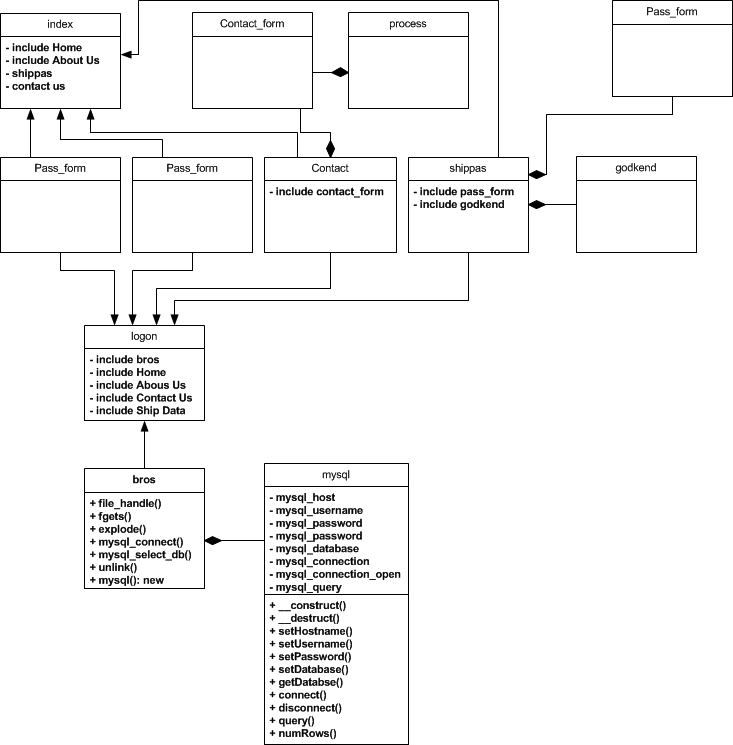 index
- include Home
- include About Us
- shippas
- contact us
Contact_form
process
Pass_form
Pass_form
Pass_form
Contact
- include contact_form
shippas
- include pass_form
- include godkend
godkend
logon
- include bros
- include Home
- include Abous Us
- include Contact Us
- include Ship Data
bros
+ file_handle()
+ fgets()
+ explode()
+ mysql_connect()
+ mysql_select_db()
+ unlink()
+ mysql(): new
mysql
- mysql_host
- mysql_username
- mysql_password
- mysql_password
- mysql_database
- mysql_connection
- mysql_connection_open
- mysql_query
+ __construct()
+ __destruct()
+ setHostname()
+ setUsername()
+ setPassword()
+ setDatabase()
+ getDatabse()
+ connect()
+ disconnect()
+ query()
+ numRows()